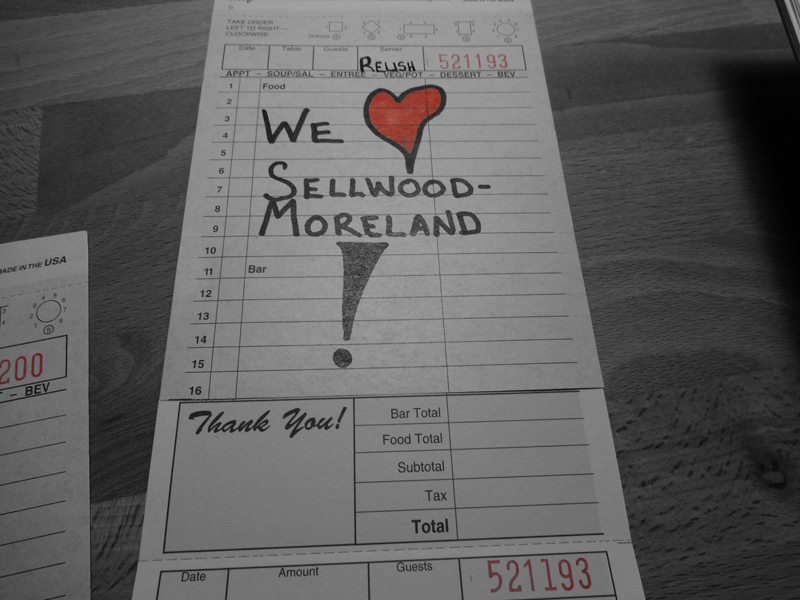 TAKE ORDER
LEFT TO RIGHT –
CLOCKWISE
SERVER
Date Table Guests Server
RELISH 521193
APPT – SOUP/SAL – ENTREE – VEG/POT – DESSERT – BEV
1 Food
2
3
4 WE
5
6
7 SELLWOOD-
8
9 MORELAND
10 !
11 Bar
12
13
14
15
16
Thank You!
Bar Total
Food Total
Subtotal
Tax
Total
Date Amount Guests 521193
MADE IN THE USA
200
T – BEV